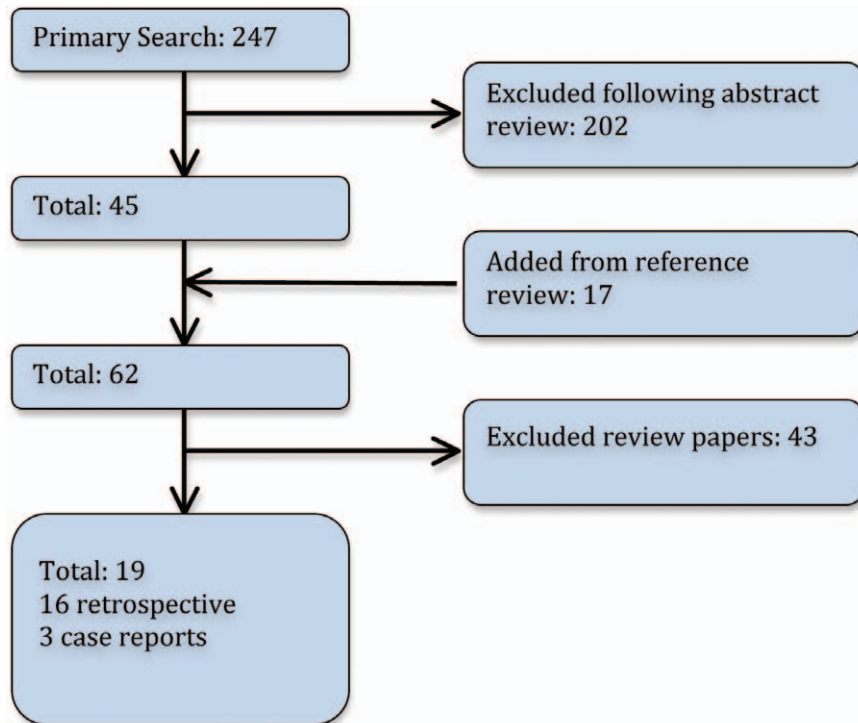 Primary Search: 247
Excluded following abstract
review: 202
Total: 45
Added from reference
review: 17
Total: 62
Excluded review papers: 43
Total: 19
16 retrospective
3 case reports